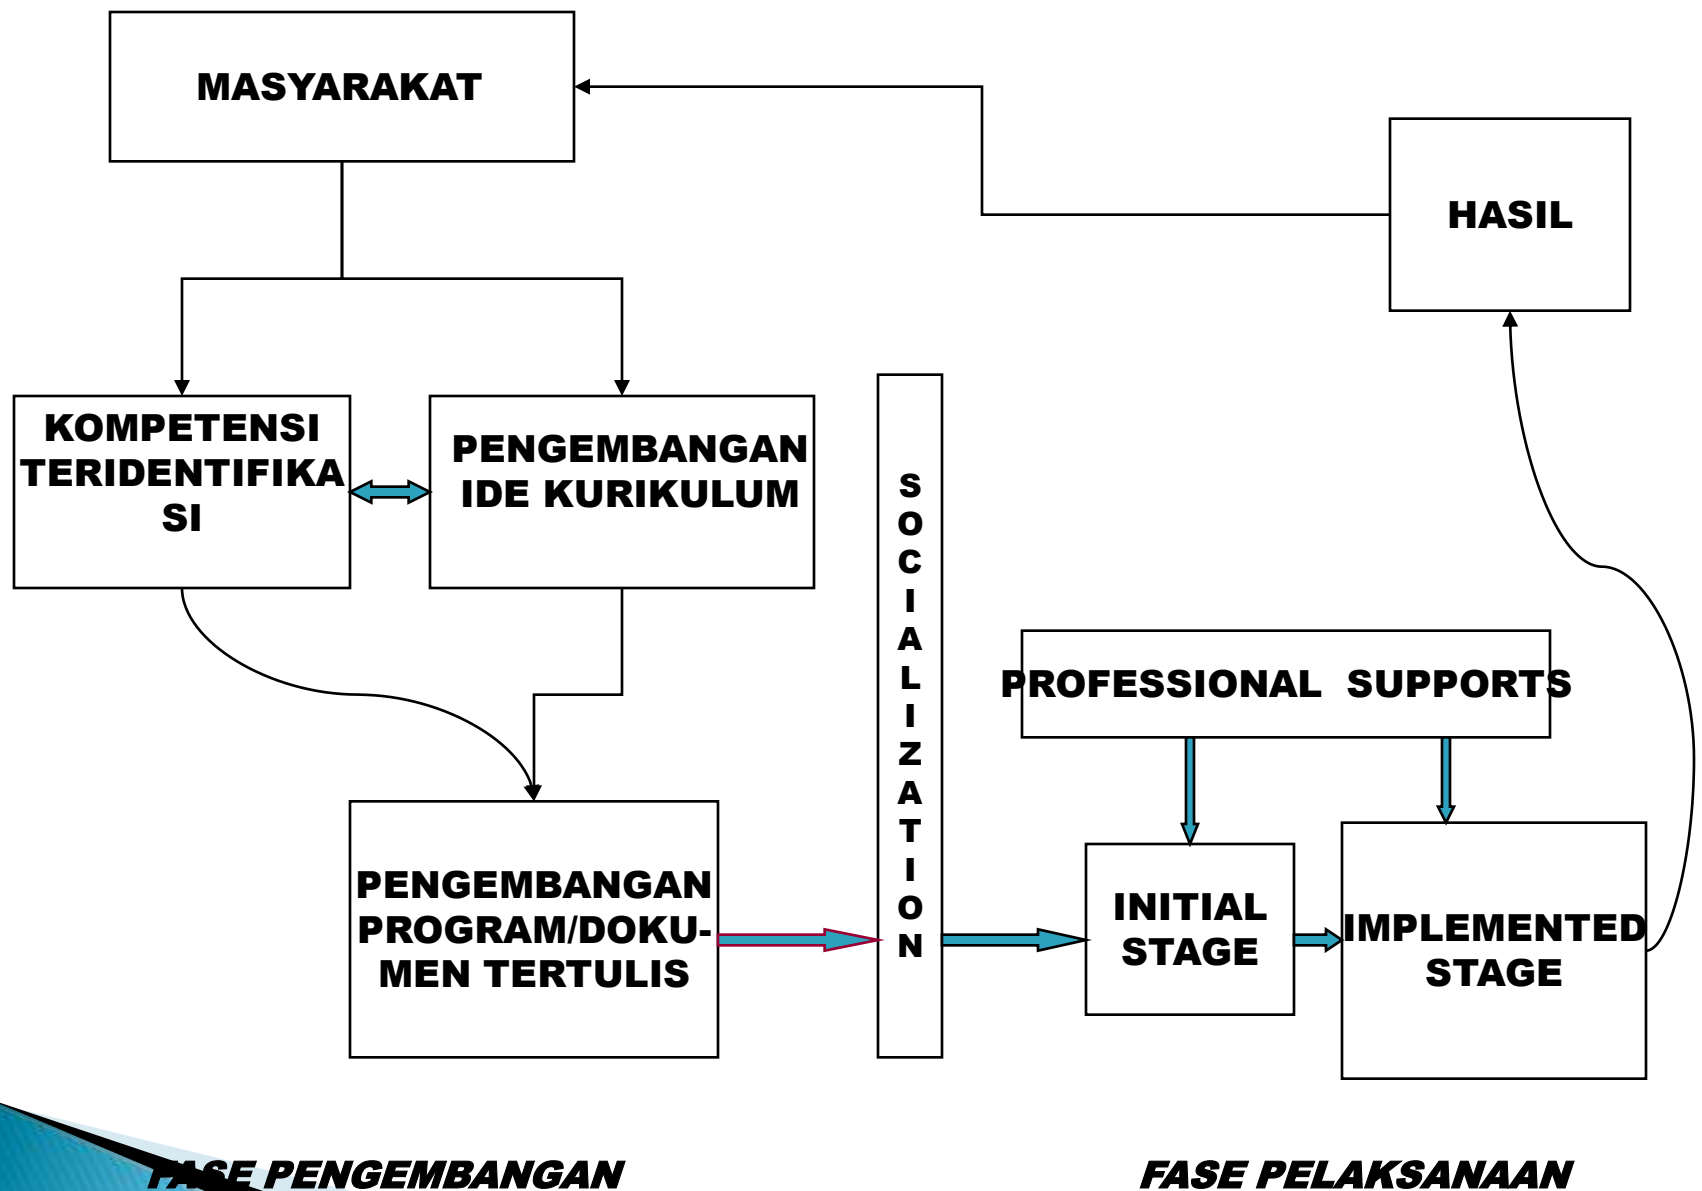 MASYARAKAT
HASIL
KOMPETENSI
TERIDENTIFIKA
SI
PENGEMBANGAN
IDE KURIKULUM
S
O
C
I
A
L
I
Z
A
T
I
O
N
PROFESSIONAL SUPPORTS
PENGEMBANGAN
PROGRAM/DOKU-
MEN TERTULIS
INITIAL
STAGE
IMPLEMENTED
STAGE
FASE PENGEMBANGAN
FASE PELAKSANAAN